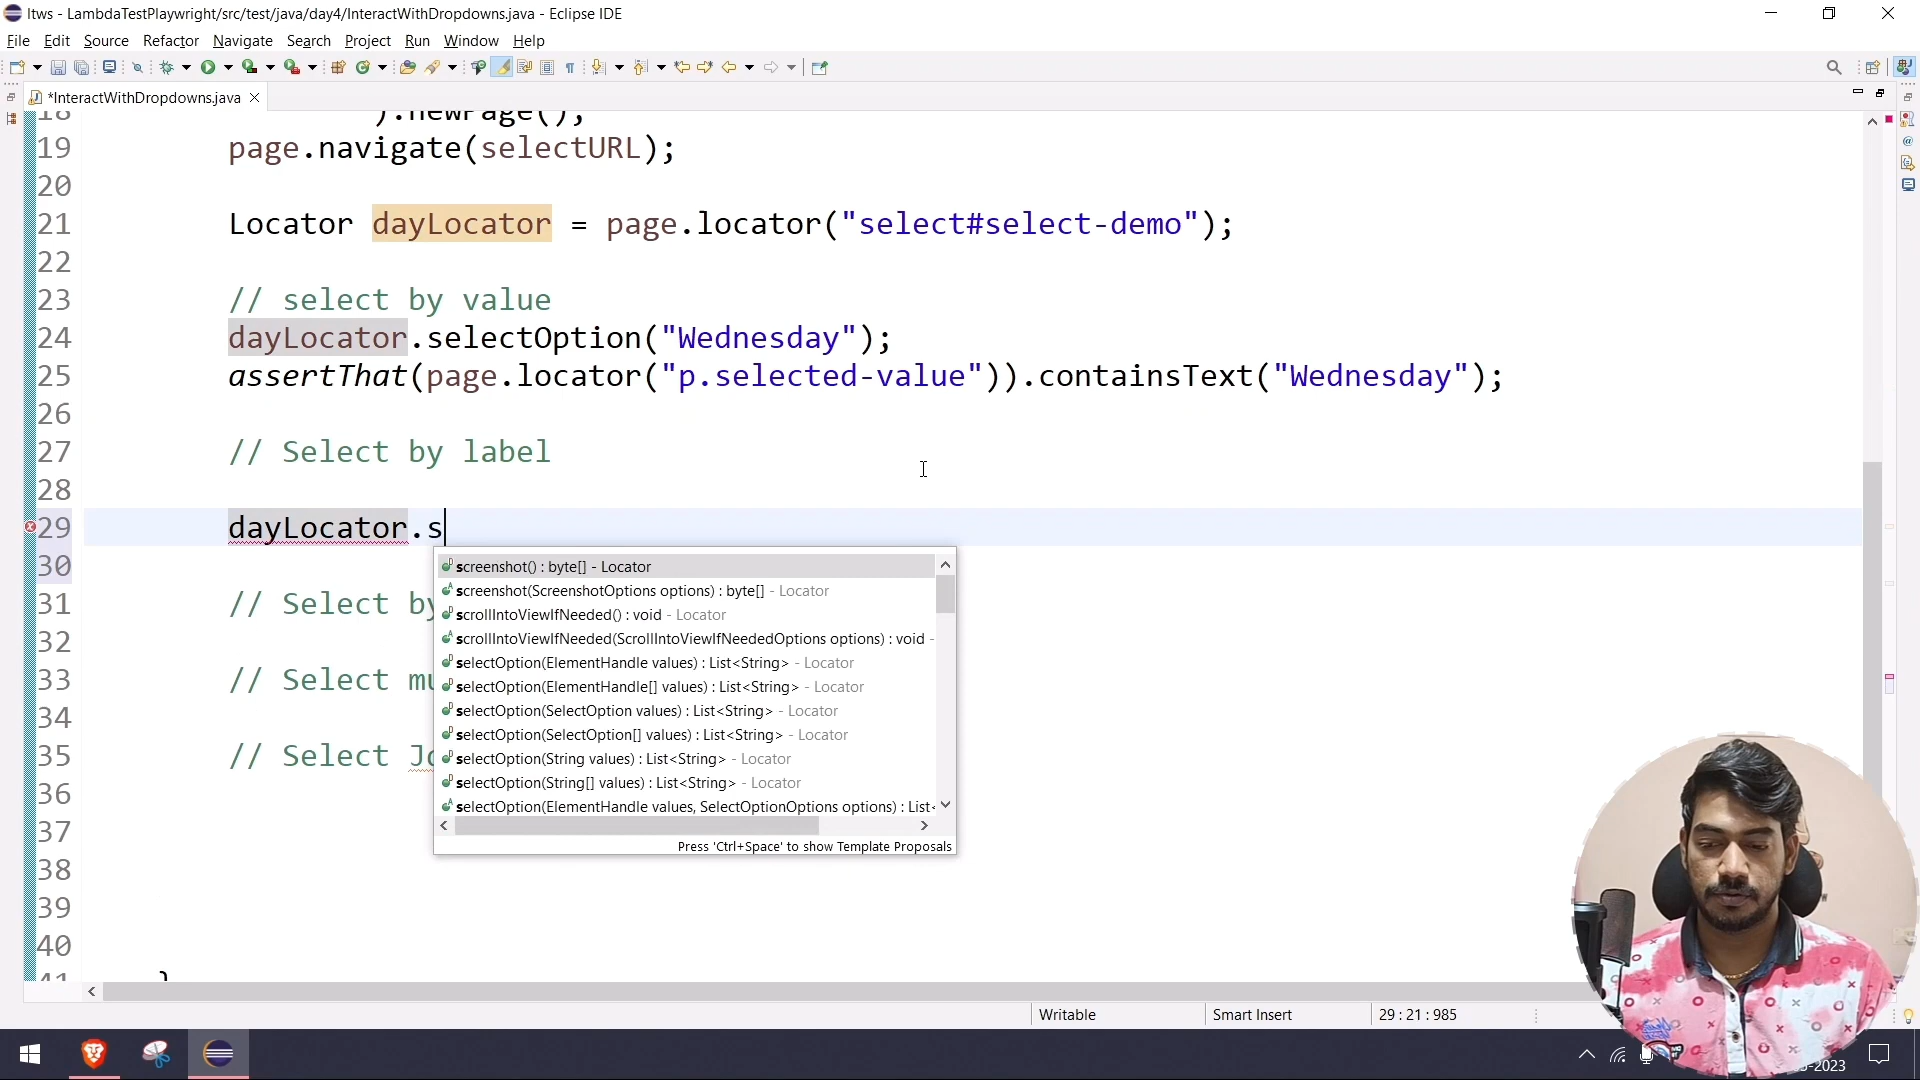 ltws - LambdaTestPlaywright/src/test/java/day4/InteractWithDropdowns.java - Eclipse IDE
File Edit Source Refactor Navigate Search Project Run Window Help
*InteractWithDropdowns.java
18 ).newPage();
19 page.navigate(selectURL);
20
21 Locator dayLocator = page.locator("select#select-demo");
22
23 // select by value
24 dayLocator.selectOption("Wednesday");
25 assertThat(page.locator("p.selected-value")).containsText("Wednesday");
26
27 // Select by label
28
29 dayLocator.s
30
31 // Select by
32
33 // Select mu
34
35 // Select Jo
36
37
38
39
40
41 }
screenshot() : byte[] - Locator
screenshot(ScreenshotOptions options) : byte[] - Locator
scrollIntoViewIfNeeded() : void - Locator
scrollIntoViewIfNeeded(ScrollIntoViewIfNeededOptions options) : void -
selectOption(ElementHandle values) : List<String> - Locator
selectOption(ElementHandle[] values) : List<String> - Locator
selectOption(SelectOption values) : List<String> - Locator
selectOption(SelectOption[] values) : List<String> - Locator
selectOption(String values) : List<String> - Locator
selectOption(String[] values) : List<String> - Locator
selectOption(ElementHandle values, SelectOptionOptions options) : List<
Press 'Ctrl+Space' to show Template Proposals
Writable Smart Insert 29 : 21 : 985
-2023